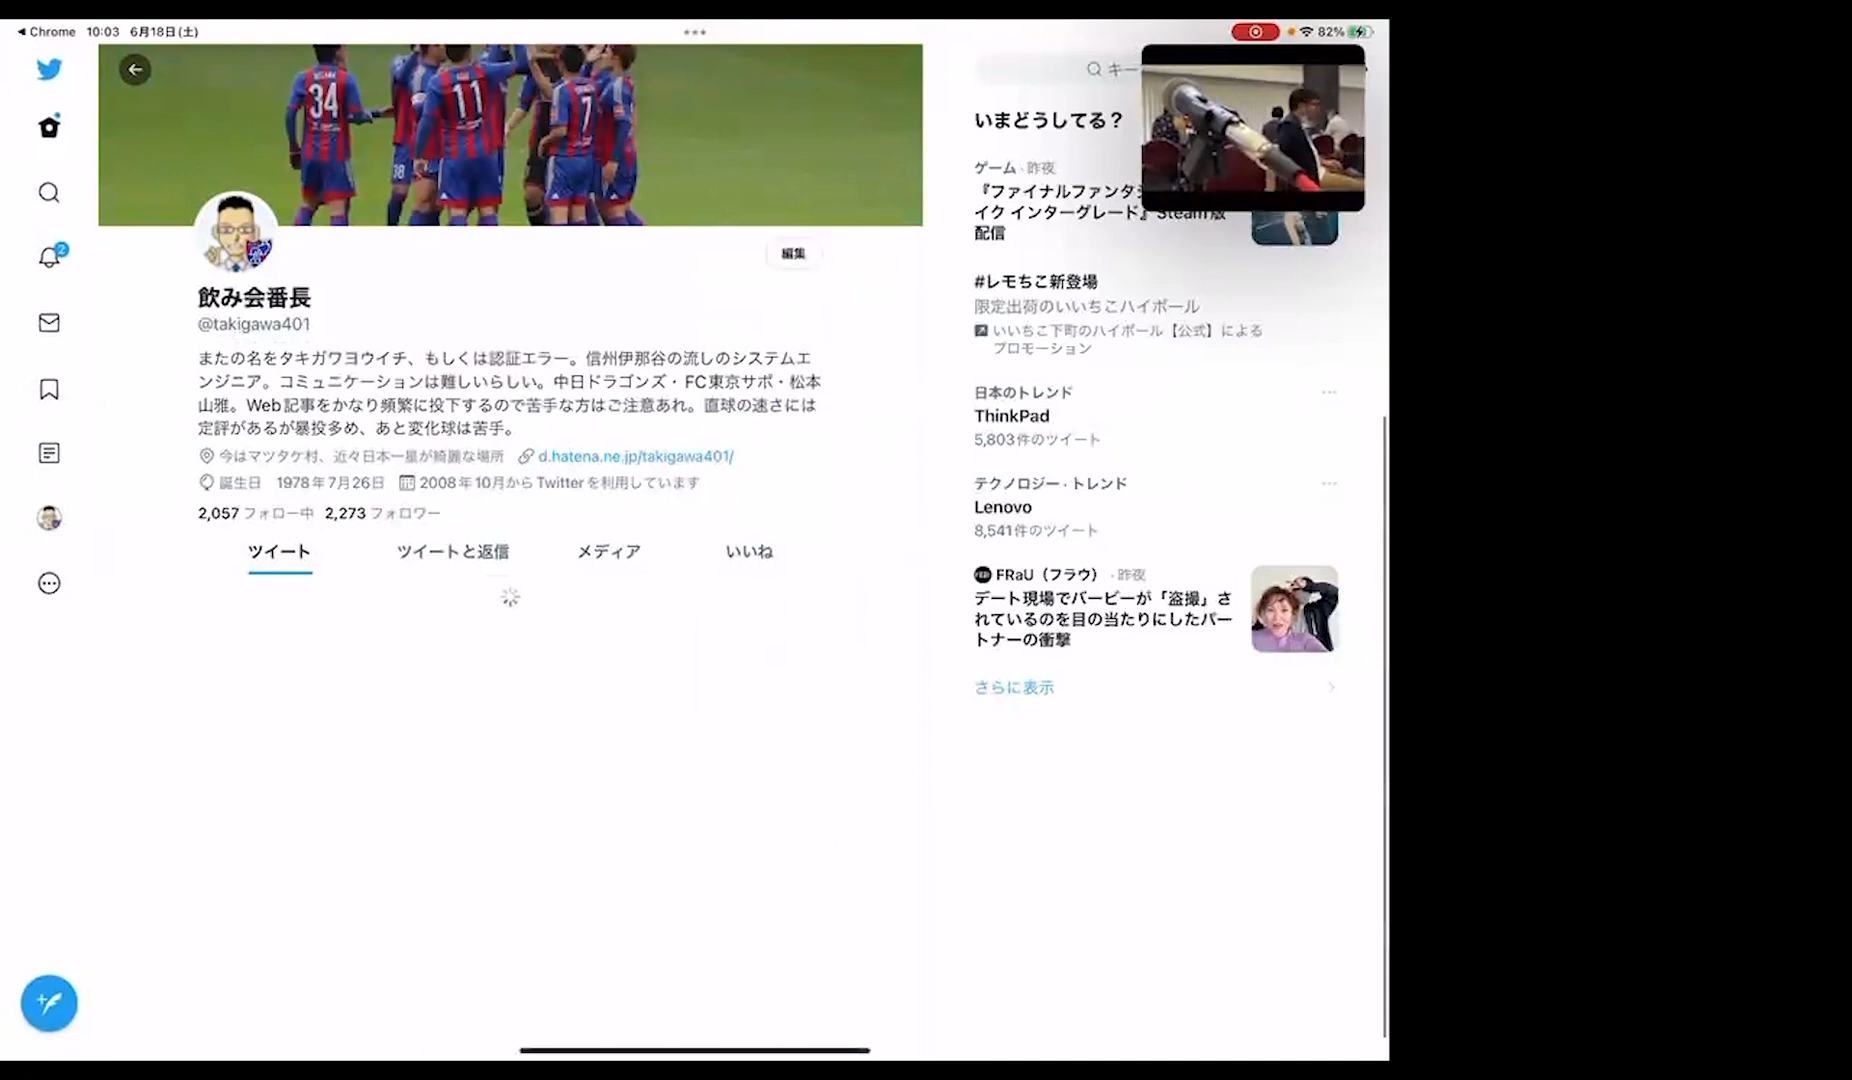 Chrome 10:03 6月18日(土)
82%
34
11
7
38
キー
2
編集
飲み会番長
@takigawa401
またの名をタキガワヨウイチ、もしくは認証エラー。信州伊那谷の流しのシステムエ
ンジニア。コミュニケーションは難しいらしい。中日ドラゴンズ・FC東京サポ・松本
山雅。Web記事をかなり頻繁に投下するので苦手な方はご注意あれ。直球の速さには
定評があるが暴投多め、あと変化球は苦手。
今はマツタケ村、近々日本一星が綺麗な場所 d.hatena.ne.jp/takigawa401/
誕生日 1978年7月26日 2008年10月からTwitterを利用しています
2,057 フォロー中 2,273 フォロワー
ツイート ツイートと返信 メディア いいね
いまどうしてる？
ゲーム · 昨夜
『ファイナルファンタジ
イク インターグレード』Steam版
配信
#レモちこ新登場
限定出荷のいいちこハイボール
いいちこ下町のハイボール【公式】による
プロモーション
日本のトレンド
ThinkPad
5,803件のツイート
テクノロジー · トレンド
Lenovo
8,541件のツイート
FRaU（フラウ） · 昨夜
デート現場でバービーが「盗撮」さ
れているのを目の当たりにしたパー
トナーの衝撃
さらに表示